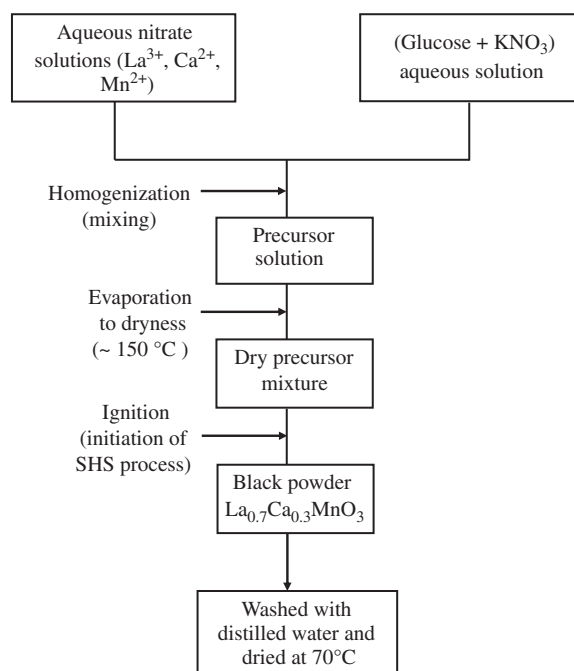 Aqueous nitrate
solutions (La³⁺, Ca²⁺,
Mn²⁺)
(Glucose + KNO₃)
aqueous solution
Homogenization
(mixing)
Precursor
solution
Evaporation
to dryness
(~ 150 °C )
Dry precursor
mixture
Ignition
(initiation of
SHS process)
Black powder
La₀.₇Ca₀.₃MnO₃
Washed with
distilled water and
dried at 70°C